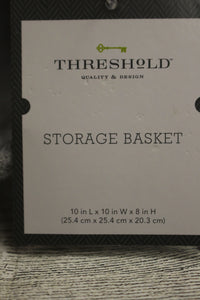 THRESHOLD
QUALITY & DESIGN
STORAGE BASKET
10 in L x 10 in W x 8 in H
(25.4 cm x 25.4 cm x 20.3 cm)